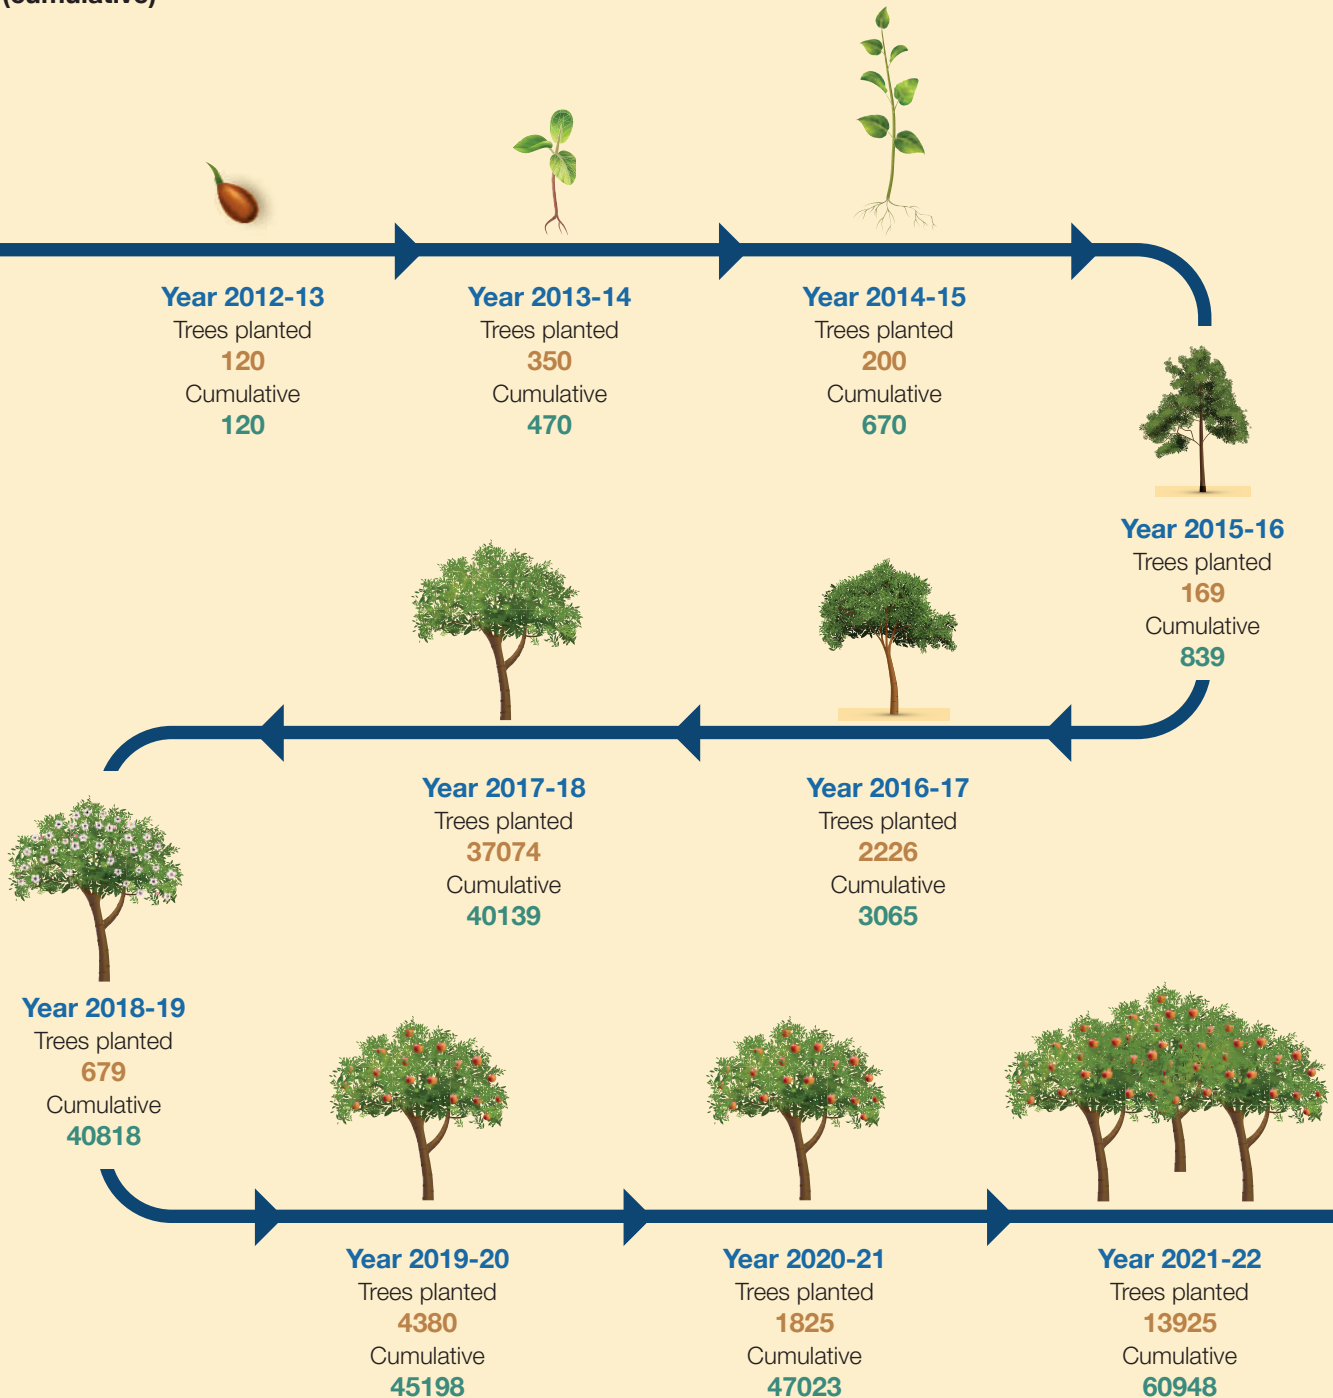 (cumulative)
Year 2012-13
Trees planted
120
Cumulative
120
Year 2013-14
Trees planted
350
Cumulative
470
Year 2014-15
Trees planted
200
Cumulative
670
Year 2015-16
Trees planted
169
Cumulative
839
Year 2016-17
Trees planted
2226
Cumulative
3065
Year 2017-18
Trees planted
37074
Cumulative
40139
Year 2018-19
Trees planted
679
Cumulative
40818
Year 2019-20
Trees planted
4380
Cumulative
45198
Year 2020-21
Trees planted
1825
Cumulative
47023
Year 2021-22
Trees planted
13925
Cumulative
60948